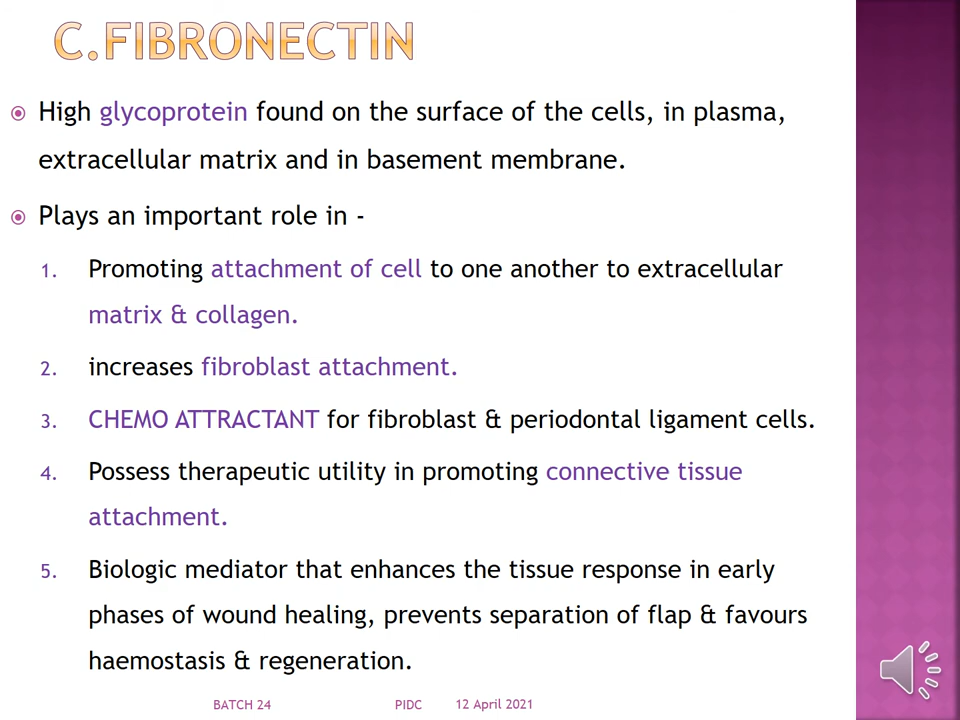 C.FIBRONECTIN
High glycoprotein found on the surface of the cells, in plasma,
extracellular matrix and in basement membrane.
Plays an important role in -
1. Promoting attachment of cell to one another to extracellular
matrix & collagen.
2. increases fibroblast attachment.
3. CHEMO ATTRACTANT for fibroblast & periodontal ligament cells.
4. Possess therapeutic utility in promoting connective tissue
attachment.
5. Biologic mediator that enhances the tissue response in early
phases of wound healing, prevents separation of flap & favours
haemostasis & regeneration.
BATCH 24 PIDC 12 April 2021